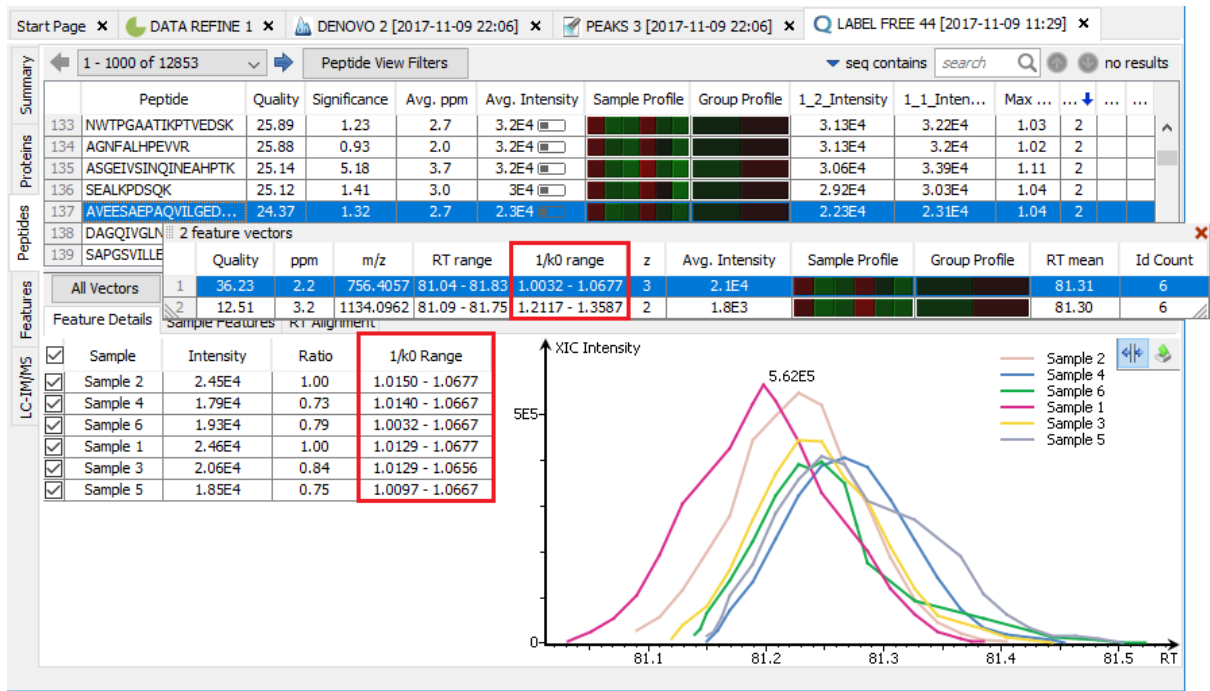 Start Page DATA REFINE 1 DENOVO 2 [2017-11-09 22:06] PEAKS 3 [2017-11-09 22:06] LABEL FREE 44 [2017-11-09 11:29]
Summary
Proteins
Peptides
Features
LC-IM/MS
1 - 1000 of 12853 Peptide View Filters seq contains search no results
Peptide Quality Significance Avg. ppm Avg. Intensity Sample Profile Group Profile 1_2_Intensity 1_1_Inten... Max ... ... ... ...
133 NWTPGAATIKPTVEDSK 25.89 1.23 2.7 3.2E4 3.13E4 3.22E4 1.03 2
134 AGNFALHPEVVR 25.88 0.93 2.0 3.2E4 3.13E4 3.2E4 1.02 2
135 ASGEIVSINQINEAHPTK 25.14 5.18 3.7 3.2E4 3.06E4 3.39E4 1.11 2
136 SEALKPDSQK 25.12 1.41 3.0 3E4 2.92E4 3.03E4 1.04 2
137 AVEESAEPAQVILGED... 24.37 1.32 2.7 2.3E4 2.23E4 2.31E4 1.04 2
138 DAGQIVGLN
139 SAPGSVILLE
2 feature vectors
Quality ppm m/z RT range 1/k0 range z Avg. Intensity Sample Profile Group Profile RT mean Id Count
1 36.23 2.2 756.4057 81.04 - 81.83 1.0032 - 1.0677 3 2.1E4 81.31 6
2 12.51 3.2 1134.0962 81.09 - 81.75 1.2117 - 1.3587 2 1.8E3 81.30 6
All Vectors
Feature Details Sample Features RT Alignment
Sample Intensity Ratio 1/k0 Range
Sample 2 2.45E4 1.00 1.0150 - 1.0677
Sample 4 1.79E4 0.73 1.0140 - 1.0667
Sample 6 1.93E4 0.79 1.0032 - 1.0667
Sample 1 2.46E4 1.00 1.0129 - 1.0677
Sample 3 2.06E4 0.84 1.0129 - 1.0656
Sample 5 1.85E4 0.75 1.0097 - 1.0667
XIC Intensity
5.62E5
5E5
0
Sample 2
Sample 4
Sample 6
Sample 1
Sample 3
Sample 5
81.1 81.2 81.3 81.4 81.5 RT